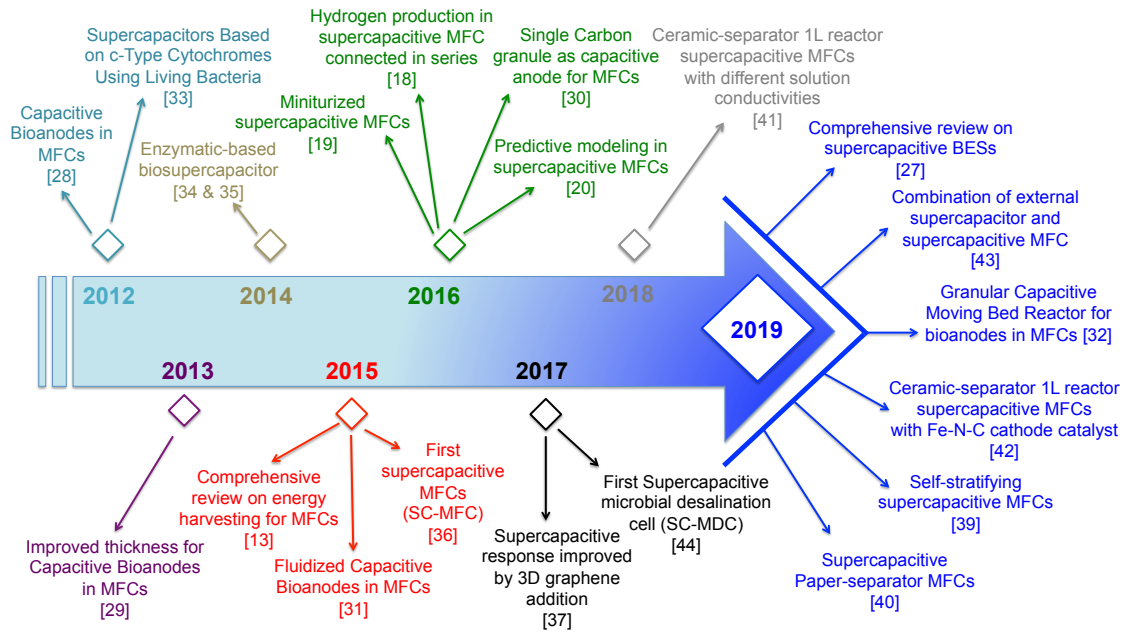 Supercapacitors Based
on c-Type Cytochromes
Using Living Bacteria
[33]
Capacitive
Bioanodes in
MFCs
[28]
Enzymatic-based
biosupercapacitor
[34 & 35]
Hydrogen production in
supercapacitive MFC
connected in series
[18]
Miniturized
supercapacitive MFCs
[19]
Single Carbon
granule as capacitive
anode for MFCs
[30]
Predictive modeling in
supercapacitive MFCs
[20]
Ceramic-separator 1L reactor
supercapacitive MFCs
with different solution
conductivities
[41]
Comprehensive review on
supercapacitive BESs
[27]
Combination of external
supercapacitor and
supercapacitive MFC
[43]
Granular Capacitive
Moving Bed Reactor for
bioanodes in MFCs [32]
Ceramic-separator 1L reactor
supercapacitive MFCs
with Fe-N-C cathode catalyst
[42]
Self-stratifying
supercapacitive MFCs
[39]
Supercapacitive
Paper-separator MFCs
[40]
2012
2014
2016
2018
2019
2013
2015
2017
Improved thickness for
Capacitive Bioanodes
in MFCs
[29]
Comprehensive
review on energy
harvesting for MFCs
[13]
Fluidized Capacitive
Bioanodes in MFCs
[31]
First
supercapacitive
MFCs
(SC-MFC)
[36]
Supercapacitive
response improved
by 3D graphene
addition
[37]
First Supercapacitive
microbial desalination
cell (SC-MDC)
[44]